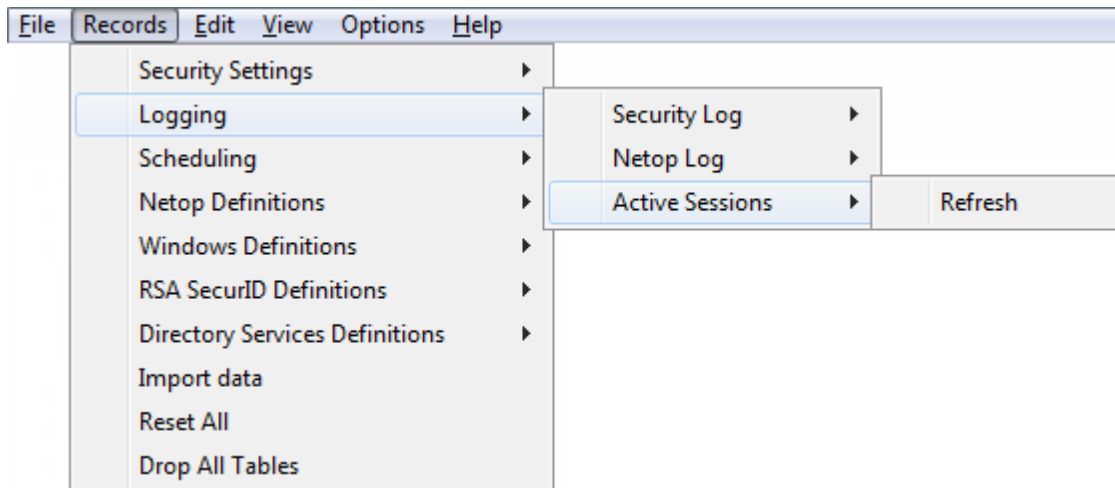 File Records Edit View Options Help
Security Settings
Logging
Security Log
Scheduling
Netop Log
Netop Definitions
Active Sessions
Refresh
Windows Definitions
RSA SecurID Definitions
Directory Services Definitions
Import data
Reset All
Drop All Tables